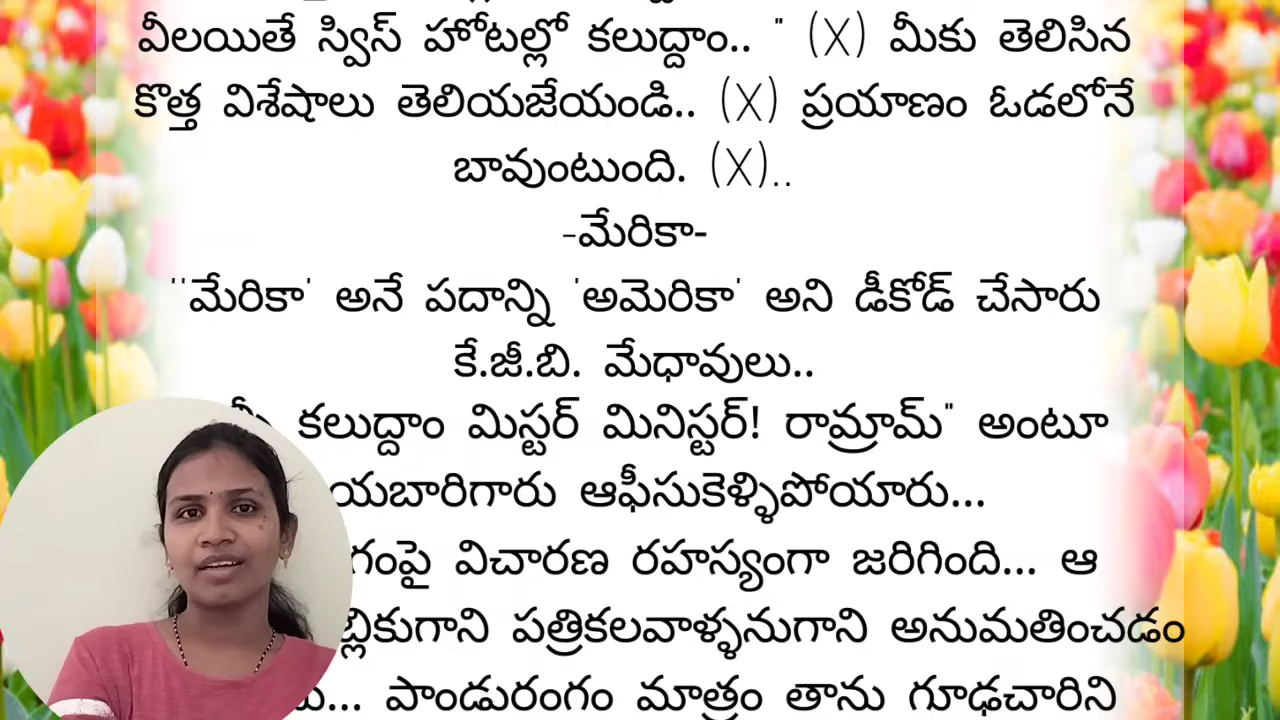 వీలయితే స్విస్ హోటల్లో కలుద్దాం.. " (X) మీకు తెలిసిన
కొత్త విశేషాలు తెలియజేయండి.. (X) ప్రయాణం ఓడలోనే
బావుంటుంది. (X)..
-మేరికా-
''మేరికా' అనే పదాన్ని 'అమెరికా' అని డీకోడ్ చేసారు
కే.జీ.బి. మేధావులు..
కలుద్దాం మిస్టర్ మినిస్టర్! రామ్రామ్" అంటూ
యబారిగారు ఆఫీసుకెళ్ళిపోయారు...
గంపై విచారణ రహస్యంగా జరిగింది... ఆ
బ్లికుగాని పత్రికలవాళ్ళనుగాని అనుమతించడం
... పాండురంగం మాత్రం తాను గూఢచారిని